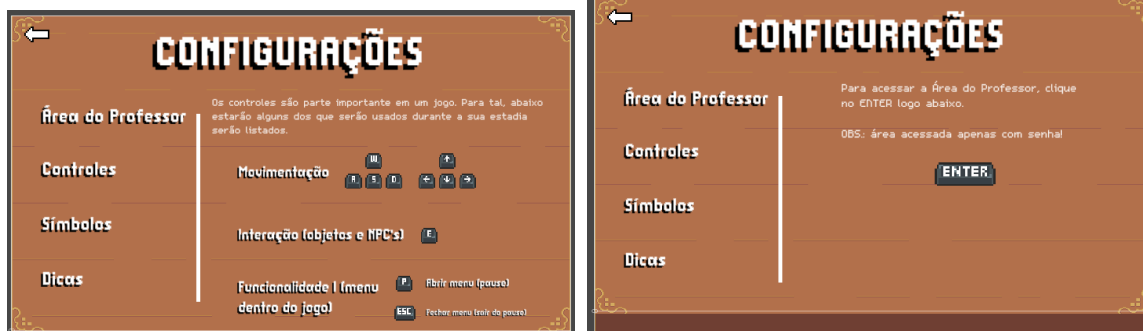 CONFIGURAÇÕES
Área do Professor
Controles
Símbolos
Dicas
Os controles são parte importante em um jogo. Para tal, abaixo
estarão alguns dos que serão usados durante a sua estadia
serão listados.
Movimentação
W
A S D
↑
← ↓ →
Interação (objetos e NPC's)
E
Funcionalidade I (menu
dentro do jogo)
P
Abrir menu (pause)
ESC
Fechar menu (sair do pause)
CONFIGURAÇÕES
Área do Professor
Controles
Símbolos
Dicas
Para acessar a Área do Professor, clique
no ENTER logo abaixo.
OBS.: área acessada apenas com senha!
ENTER